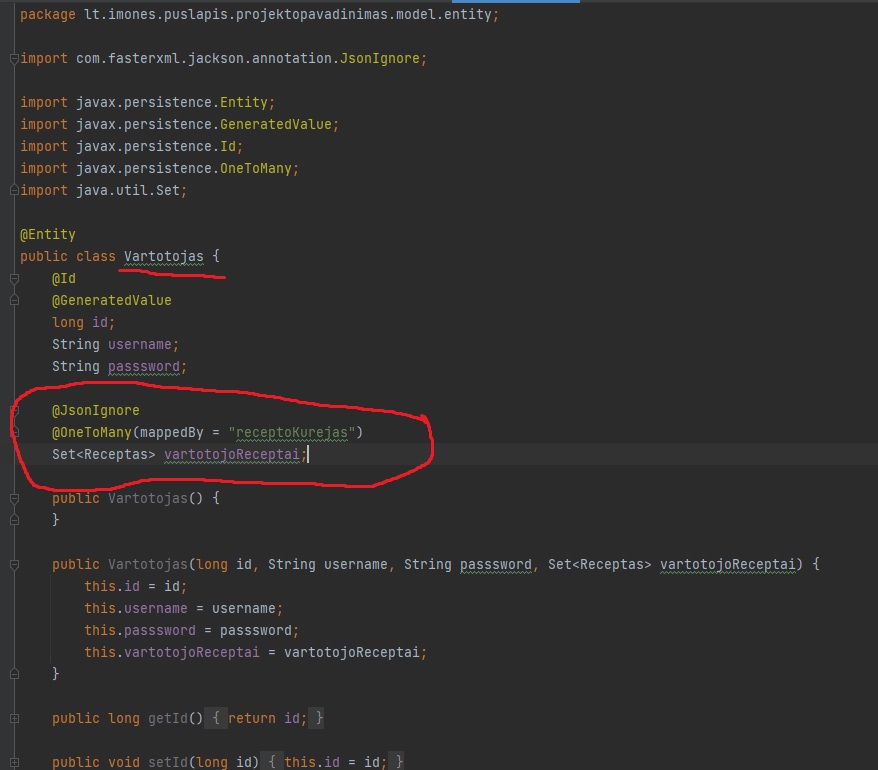 package lt.imones.puslapis.projektopavadinimas.model.entity;
import com.fasterxml.jackson.annotation.JsonIgnore;
import javax.persistence.Entity;
import javax.persistence.GeneratedValue;
import javax.persistence.Id;
import javax.persistence.OneToMany;
import java.util.Set;
@Entity
public class Vartotojas {
@Id
@GeneratedValue
long id;
String username;
String passsword;
@JsonIgnore
@OneToMany(mappedBy = "receptoKurejas")
Set<Receptas> vartotojoReceptai;
public Vartotojas() {
}
public Vartotojas(long id, String username, String passsword, Set<Receptas> vartotojoReceptai) {
this.id = id;
this.username = username;
this.passsword = passsword;
this.vartotojoReceptai = vartotojoReceptai;
}
public long getId() { return id; }
public void setId(long id) { this.id = id; }